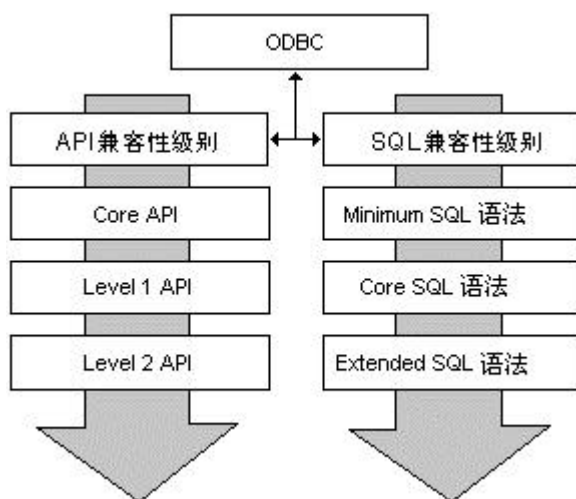 ODBC
API兼容性级别
SQL兼容性级别
Core API
Minimum SQL 语法
Level 1 API
Core SQL 语法
Level 2 API
Extended SQL 语法